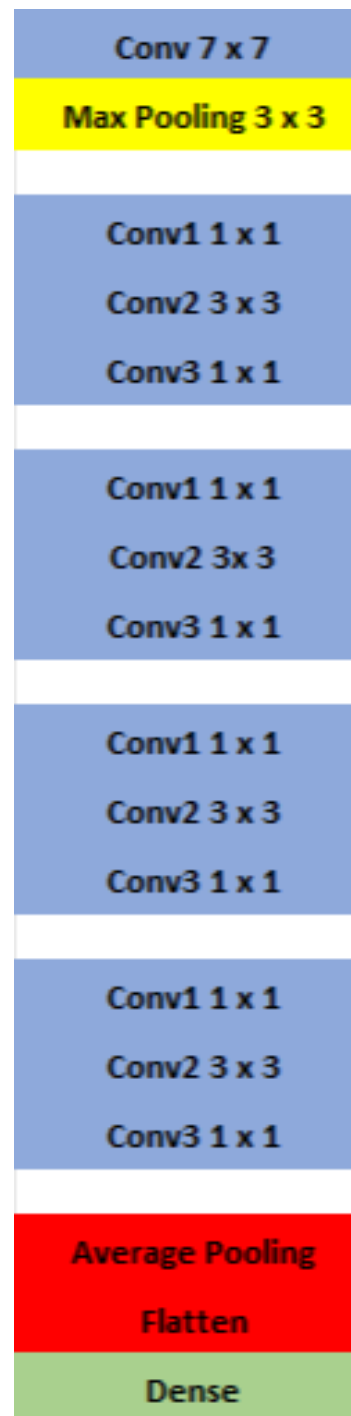 Conv 7 x 7
Max Pooling 3 x 3
Conv1 1 x 1
Conv2 3 x 3
Conv3 1 x 1
Conv1 1 x 1
Conv2 3x 3
Conv3 1 x 1
Conv1 1 x 1
Conv2 3 x 3
Conv3 1 x 1
Conv1 1 x 1
Conv2 3 x 3
Conv3 1 x 1
Average Pooling
Flatten
Dense